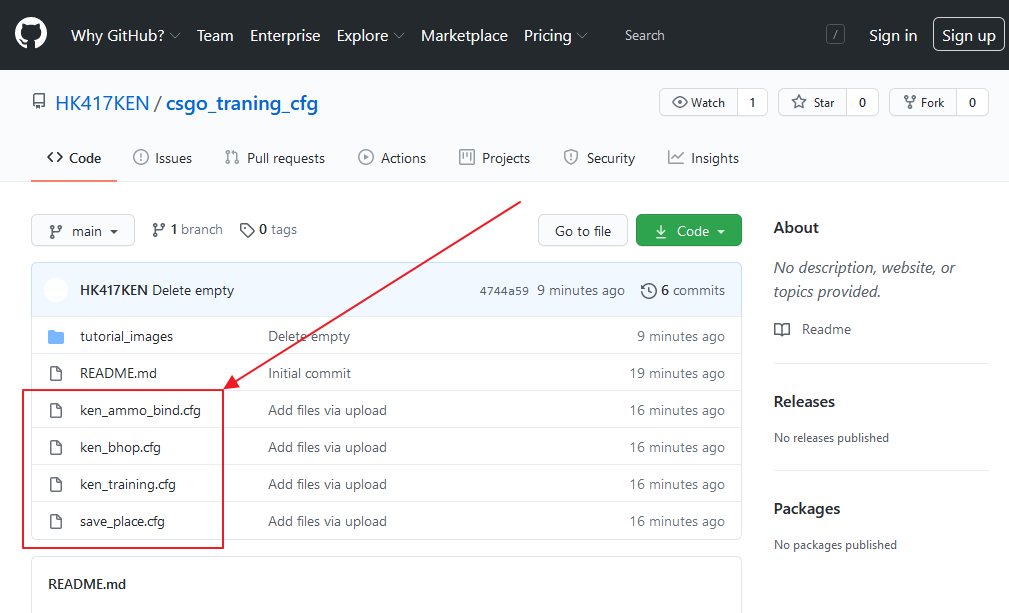 Why GitHub? Team Enterprise Explore Marketplace Pricing Search / Sign in Sign up
HK417KEN / csgo_traning_cfg Watch 1 Star 0 Fork 0
Code Issues Pull requests Actions Projects Security Insights
main 1 branch 0 tags Go to file Code
About
No description, website, or
topics provided.
Readme
HK417KEN Delete empty 4744a59 9 minutes ago 6 commits
tutorial_images Delete empty 9 minutes ago
README.md Initial commit 19 minutes ago
ken_ammo_bind.cfg Add files via upload 16 minutes ago
ken_bhop.cfg Add files via upload 16 minutes ago
ken_training.cfg Add files via upload 16 minutes ago
save_place.cfg Add files via upload 16 minutes ago
Releases
No releases published
Packages
No packages published
README.md